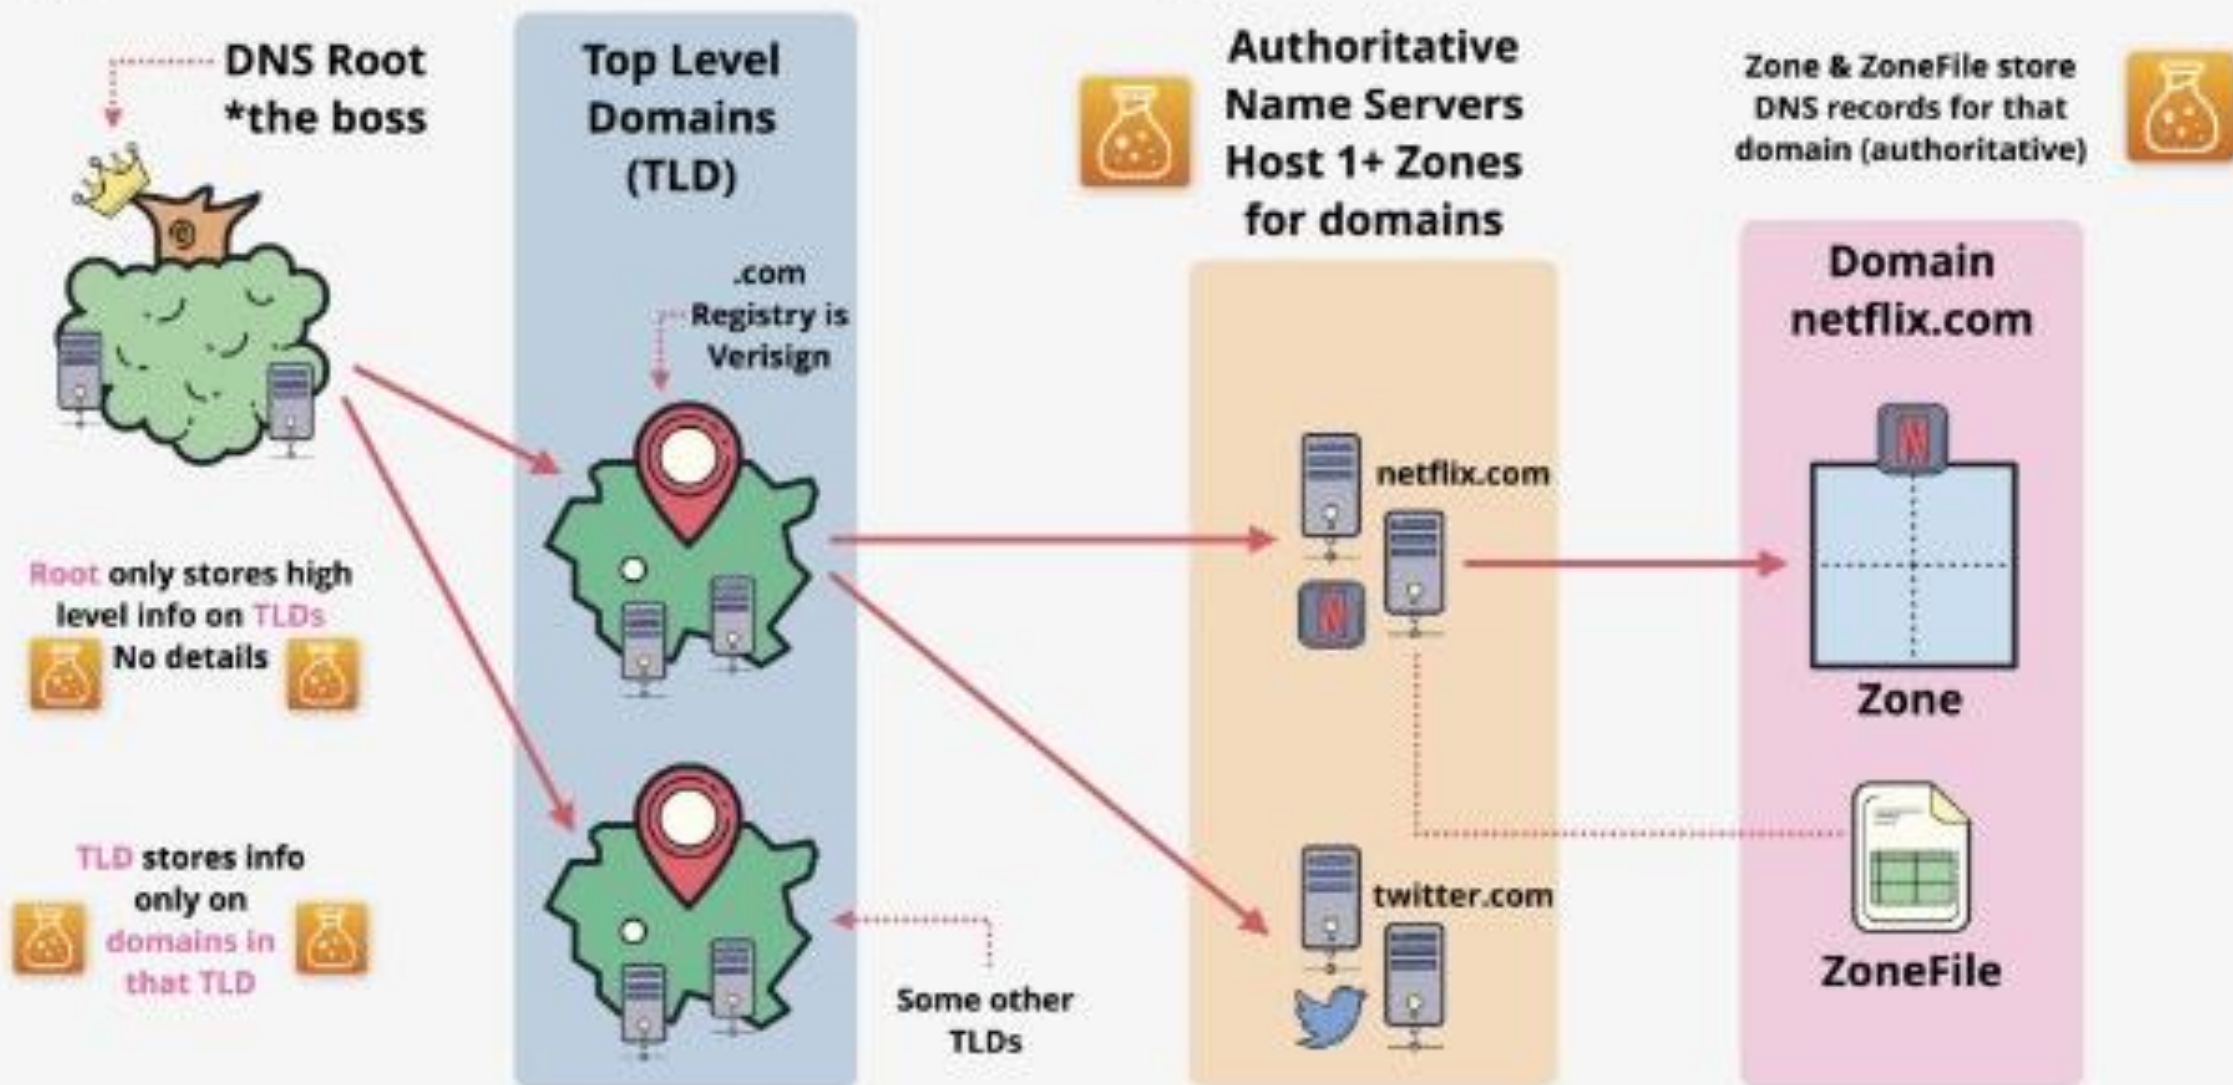 DNS Root
*the boss
Root only stores high
level info on TLDs
No details
TLD stores info
only on
domains in
that TLD
Top Level
Domains
(TLD)
.com
Registry is
Verisign
Some other
TLDs
Authoritative
Name Servers
Host 1+ Zones
for domains
netflix.com
twitter.com
Zone & ZoneFile store
DNS records for that
domain (authoritative)
Domain
netflix.com
N
Zone
ZoneFile
N